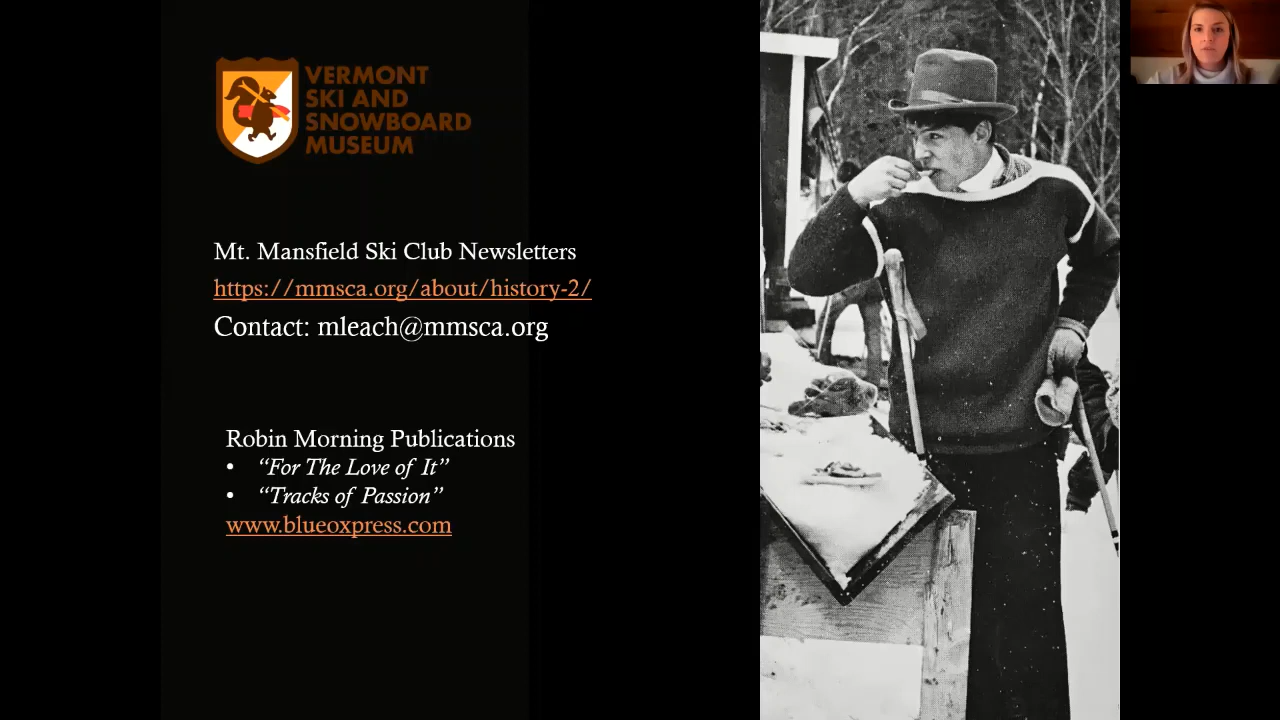 VERMONT
SKI AND
SNOWBOARD
MUSEUM
Mt. Mansfield Ski Club Newsletters
https://mmsca.org/about/history-2/
Contact: mleach@mmsca.org
Robin Morning Publications
• “For The Love of It”
• “Tracks of Passion”
www.blueoxpress.com